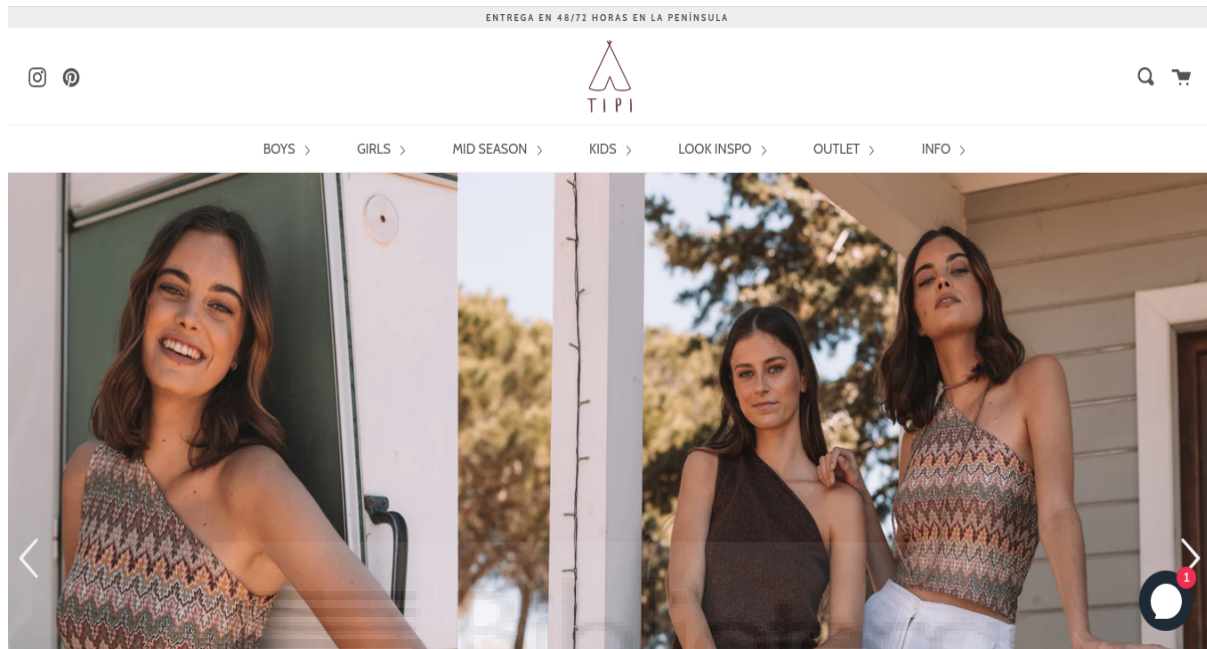 ENTREGA EN 48/72 HORAS EN LA PENÍNSULA
TIPI
BOYS GIRLS MID SEASON KIDS LOOK INSPO OUTLET INFO
1